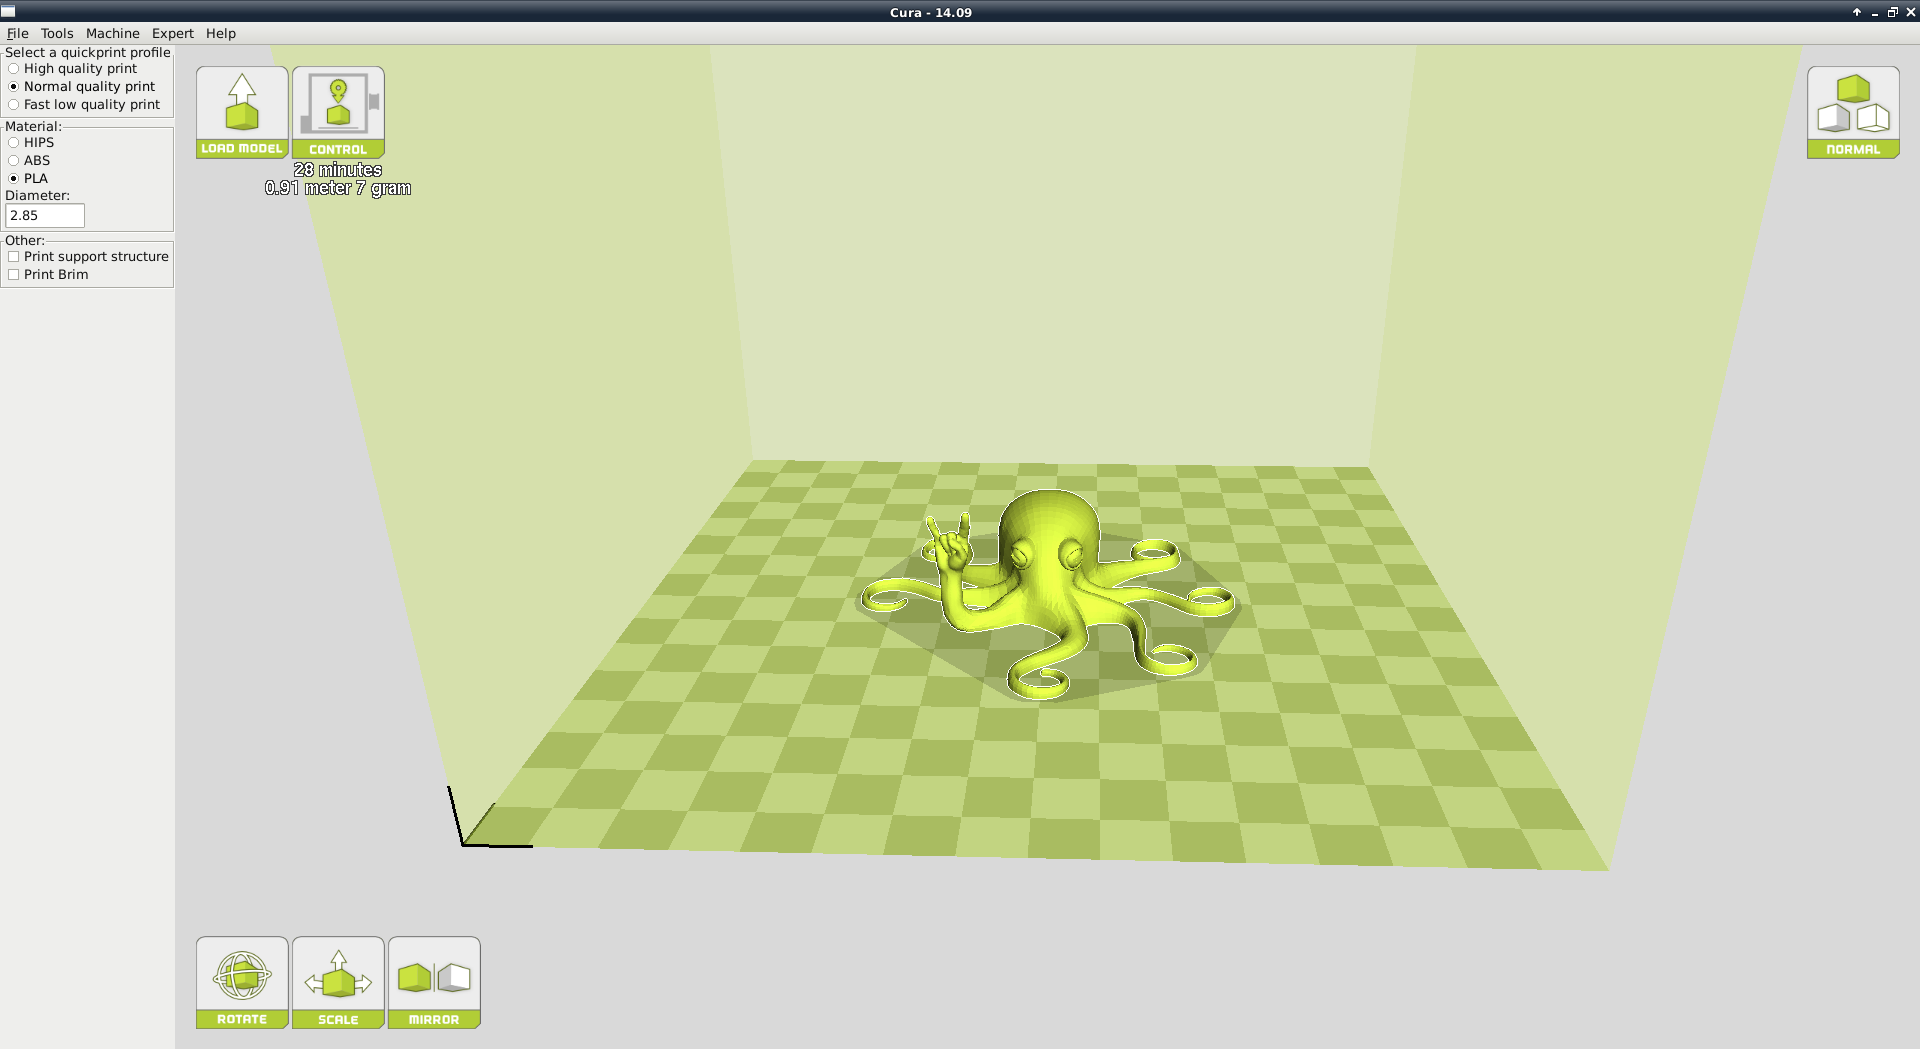 Cura - 14.09
File Tools Machine Expert Help
Select a quickprint profile
High quality print
Normal quality print
Fast low quality print
Material:
HIPS
ABS
PLA
Diameter:
2.85
Other:
Print support structure
Print Brim
LOAD MODEL
CONTROL
28 minutes
0.91 meter 7 gram
NORMAL
ROTATE
SCALE
MIRROR